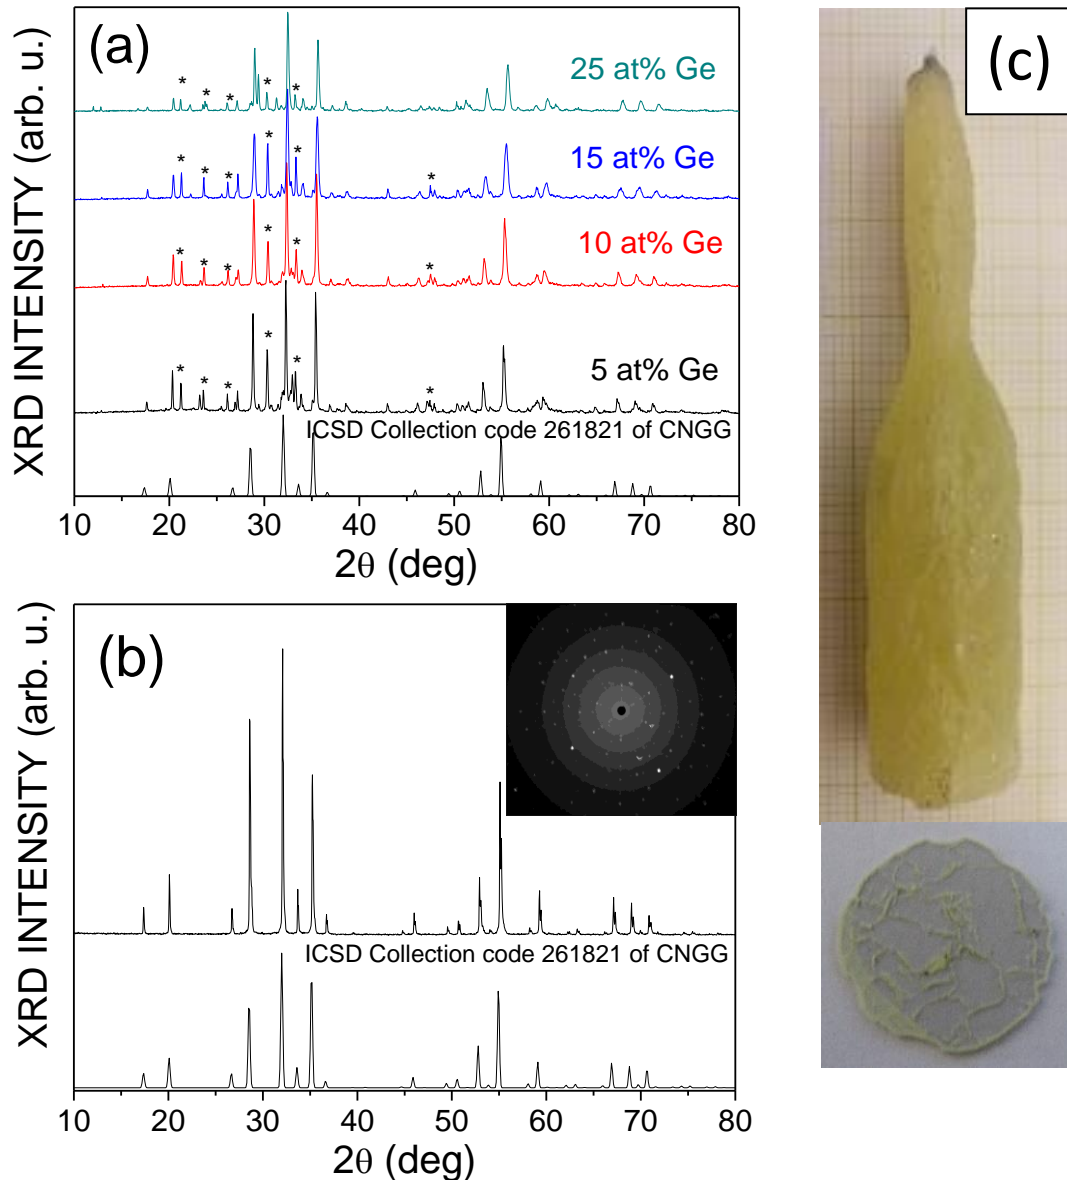 (a)
XRD INTENSITY (arb. u.)
25 at% Ge
* * * * *
15 at% Ge
* * * * * *
10 at% Ge
* * * * * *
5 at% Ge
* * * * * *
ICSD Collection code 261821 of CNGG
10 20 30 40 50 60 70 80
2θ (deg)
(b)
XRD INTENSITY (arb. u.)
ICSD Collection code 261821 of CNGG
10 20 30 40 50 60 70 80
2θ (deg)
(c)